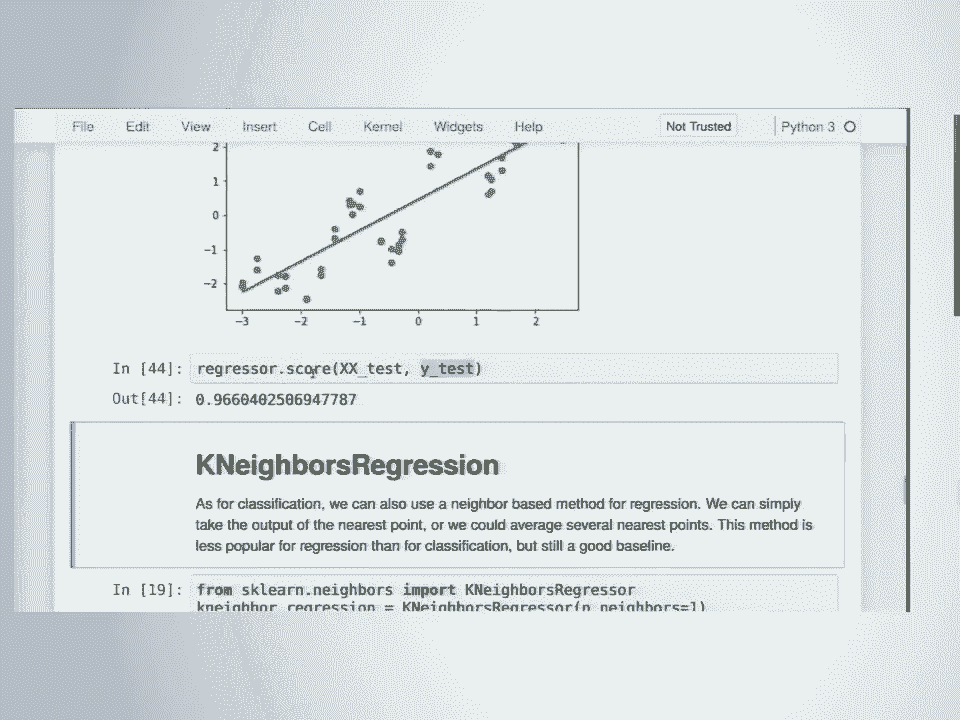 File Edit View Insert Cell Kernel Widgets Help Not Trusted Python 3
2
1
0
−1
−2
−3 −2 −1 0 1 2
In [44]: regressor.score(XX_test, y_test)
Out[44]: 0.9660402506947787
KNeighborsRegression
As for classification, we can also use a neighbor based method for regression. We can simply
take the output of the nearest point, or we could average several nearest points. This method is
less popular for regression than for classification, but still a good baseline.
In [19]: from sklearn.neighbors import KNeighborsRegressor
kneighbor_regression = KNeighborsRegressor(n_neighbors=1)